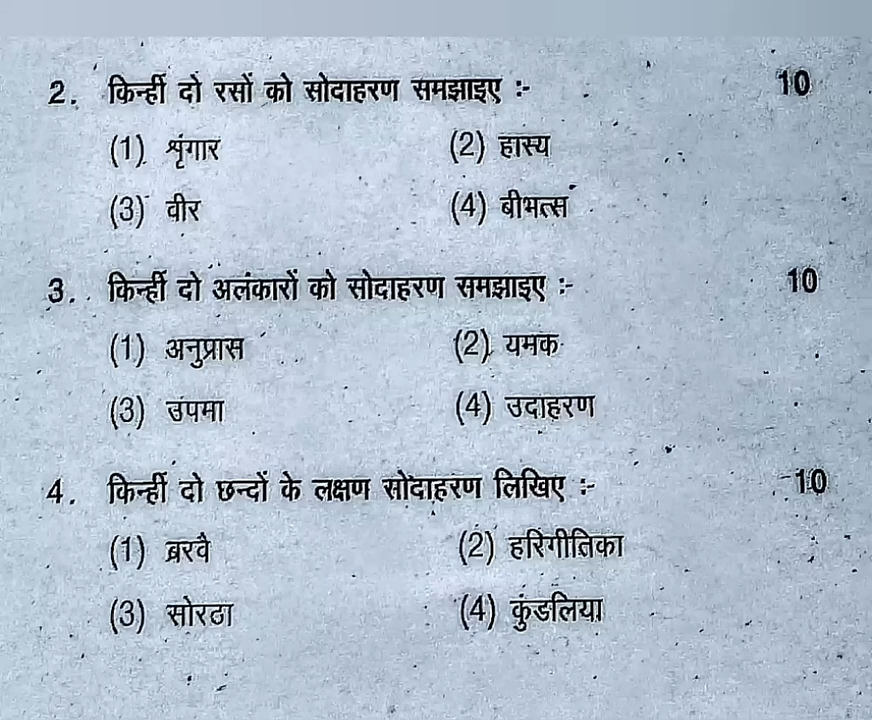 2. किन्हीं दो रसों को सोदाहरण समझाइए :- 10
(1) श्रृंगार (2) हास्य
(3) वीर (4) बीभत्स
3. किन्हीं दो अलंकारों को सोदाहरण समझाइए :- 10
(1) अनुप्रास (2) यमक
(3) उपमा (4) उदाहरण
4. किन्हीं दो छन्दों के लक्षण सोदाहरण लिखिए :- 10
(1) बरवै (2) हरिगीतिका
(3) सोरठा (4) कुंडलिया